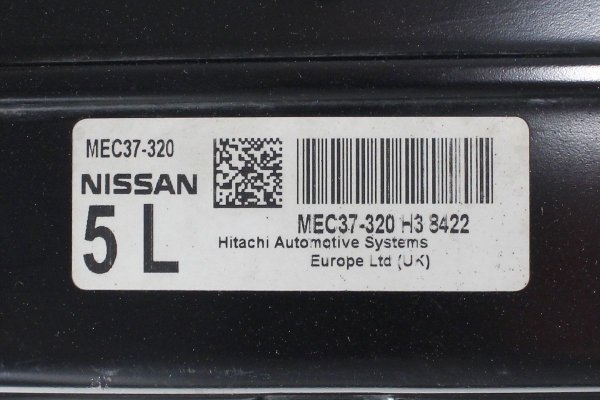 MEC37-320
NISSAN
5 L
MEC37-320 H3 8422
Hitachi Automotive Systems
Europe Ltd (UK)